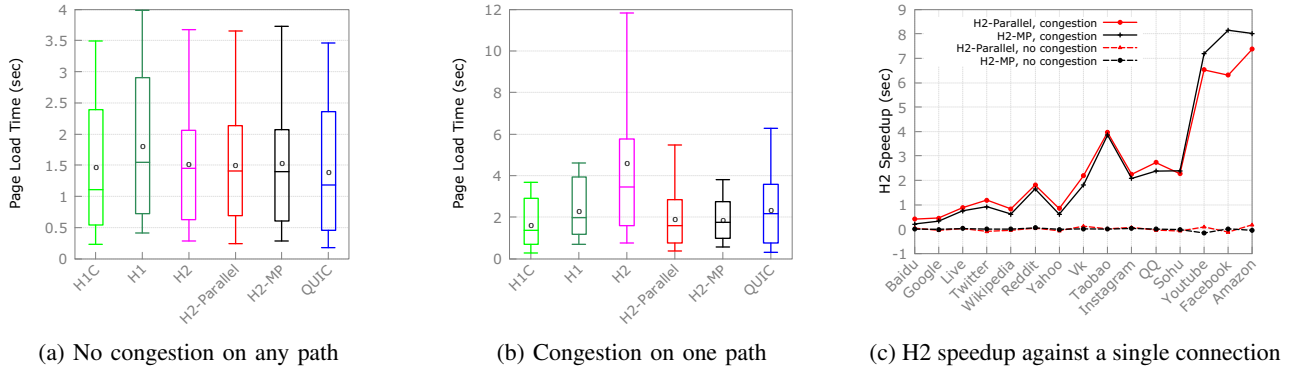 4
3.5
3
2.5
2
1.5
1
0.5
0
Page Load Time (sec)
H1C
H1
H2
H2-Parallel
H2-MP
QUIC
(a) No congestion on any path
12
10
8
6
4
2
0
Page Load Time (sec)
H1C
H1
H2
H2-Parallel
H2-MP
QUIC
(b) Congestion on one path
9
8
7
6
5
4
3
2
1
0
-1
H2 Speedup (sec)
H2-Parallel, congestion
H2-MP, congestion
H2-Parallel, no congestion
H2-MP, no congestion
Baidu
Google
Live
Twitter
Wikipedia
Reddit
Yahoo
Vk
Taobao
Instagram
QQ
Sohu
Youtube
Facebook
Amazon
(c) H2 speedup against a single connection